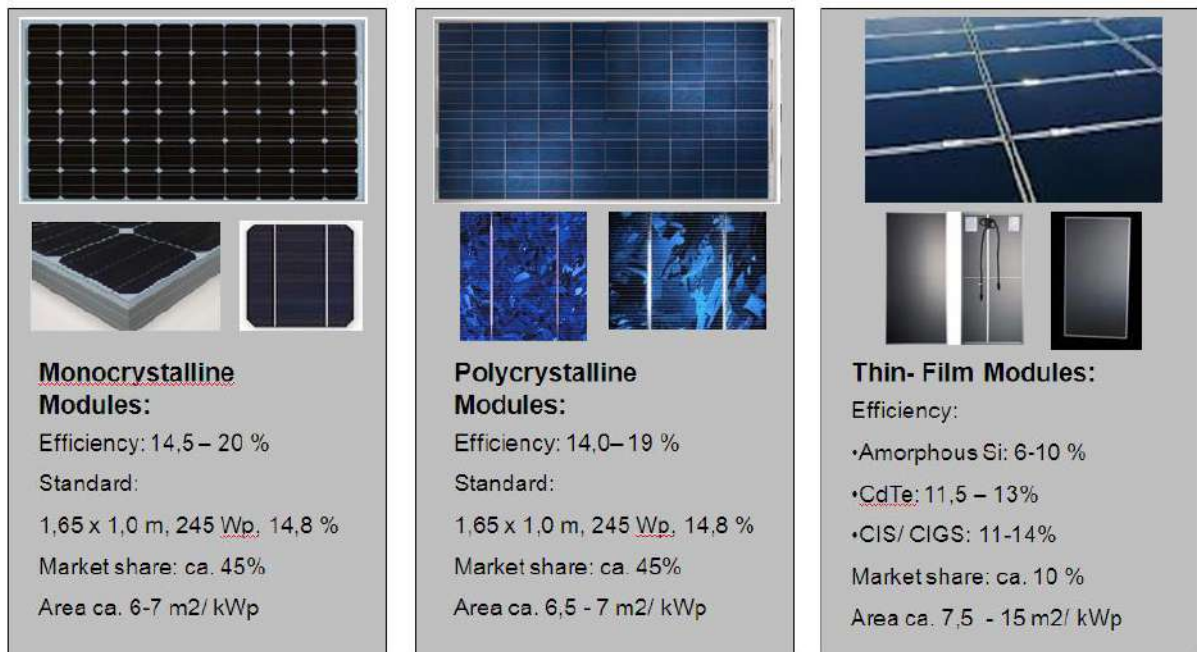 Monocrystalline
Modules:
Efficiency: 14,5 – 20 %
Standard:
1,65 x 1,0 m, 245 Wp, 14,8 %
Market share: ca. 45%
Area ca. 6-7 m2/ kWp
Polycrystalline
Modules:
Efficiency: 14,0– 19 %
Standard:
1,65 x 1,0 m, 245 Wp, 14,8 %
Market share: ca. 45%
Area ca. 6,5 - 7 m2/ kWp
Thin- Film Modules:
Efficiency:
•Amorphous Si: 6-10 %
•CdTe: 11,5 – 13%
•CIS/ CIGS: 11-14%
Market share: ca. 10 %
Area ca. 7,5 - 15 m2/ kWp